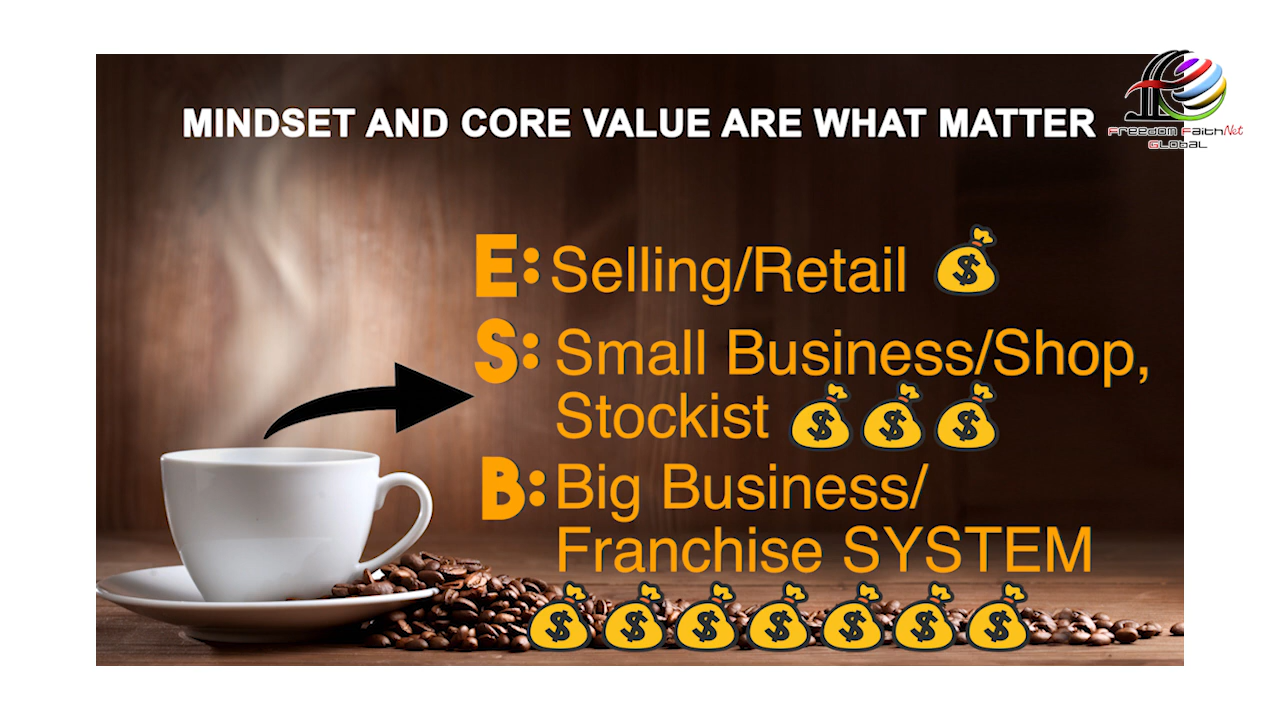 MINDSET AND CORE VALUE ARE WHAT MATTER
Freedom FaithNet
Global
E: Selling/Retail $
S: Small Business/Shop,
Stockist $ $ $
B: Big Business/
Franchise SYSTEM
$ $ $ $ $ $ $